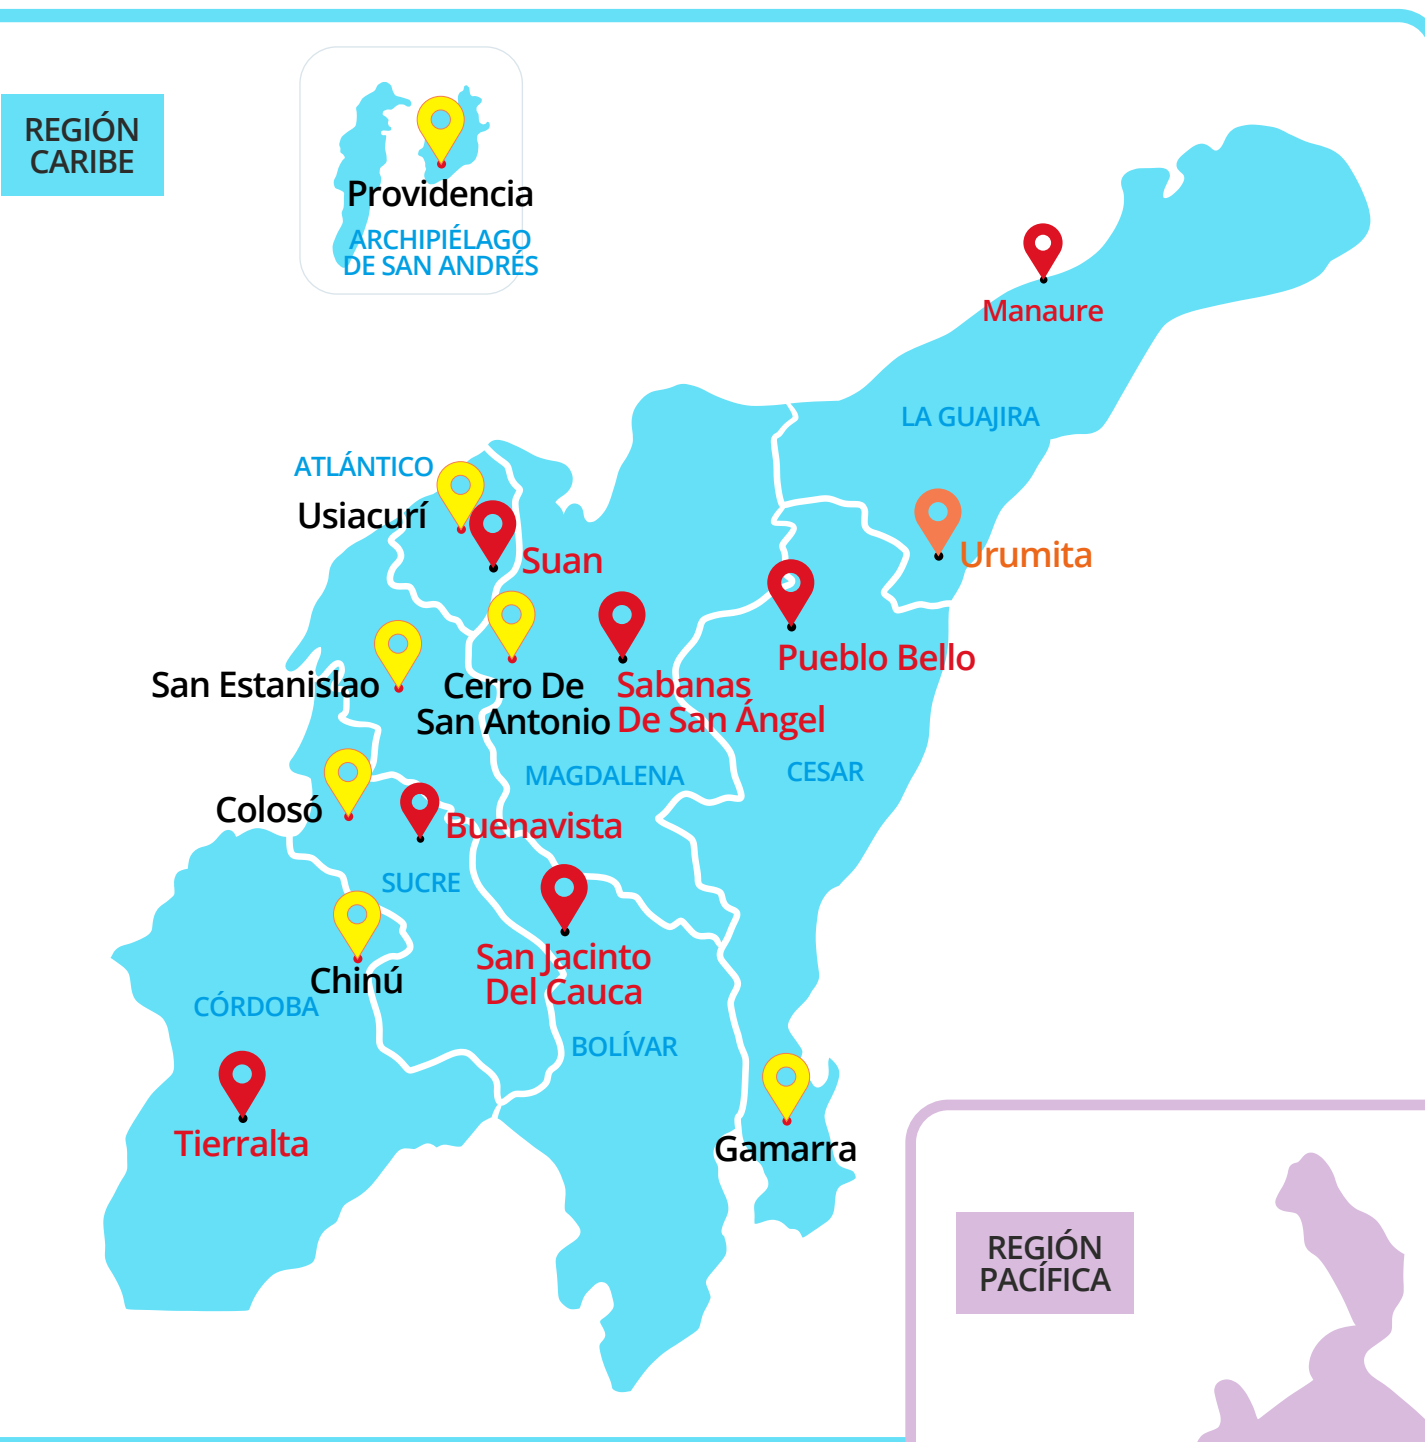 REGIÓN
CARIBE
Providencia
ARCHIPIÉLAGO
DE SAN ANDRÉS
Manaure
LA GUAJIRA
ATLÁNTICO
Usiacurí
Suan
Urumita
Pueblo Bello
San Estanislao
Cerro De
San Antonio
Sabanas
De San Ángel
MAGDALENA
CESAR
Colosó
Buenavista
SUCRE
San Jacinto
Del Cauca
Chinú
CÓRDOBA
BOLÍVAR
Tierralta
Gamarra
REGIÓN
PACÍFICA